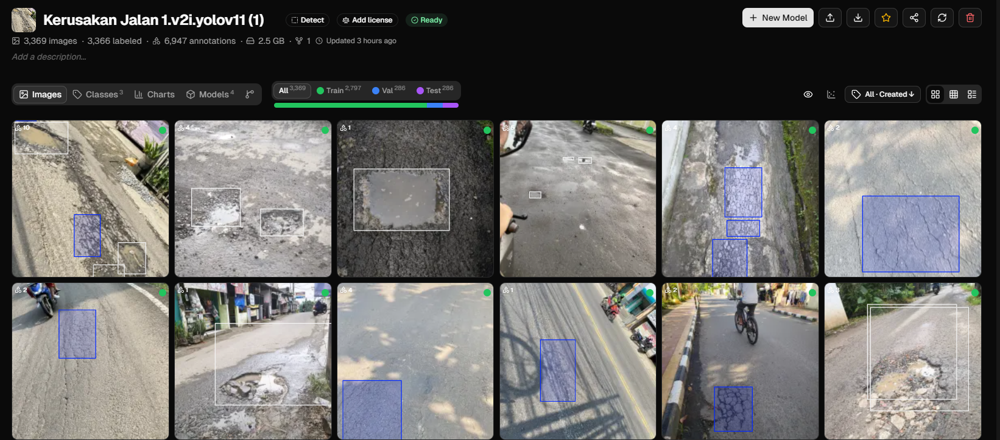 Kerusakan Jalan 1.v2i.yolov11 (1)
Detect
Add license
Ready
New Model
3,369 images · 3,366 labeled · 6,947 annotations · 2.5 GB · 1 Updated 3 hours ago
Add a description...
Images
Classes 3
Charts
Models 4
All 3,369
Train 2,797
Val 286
Test 286
All · Created ↓
10
4
1
5
4
2
2
1
4
1
2
3